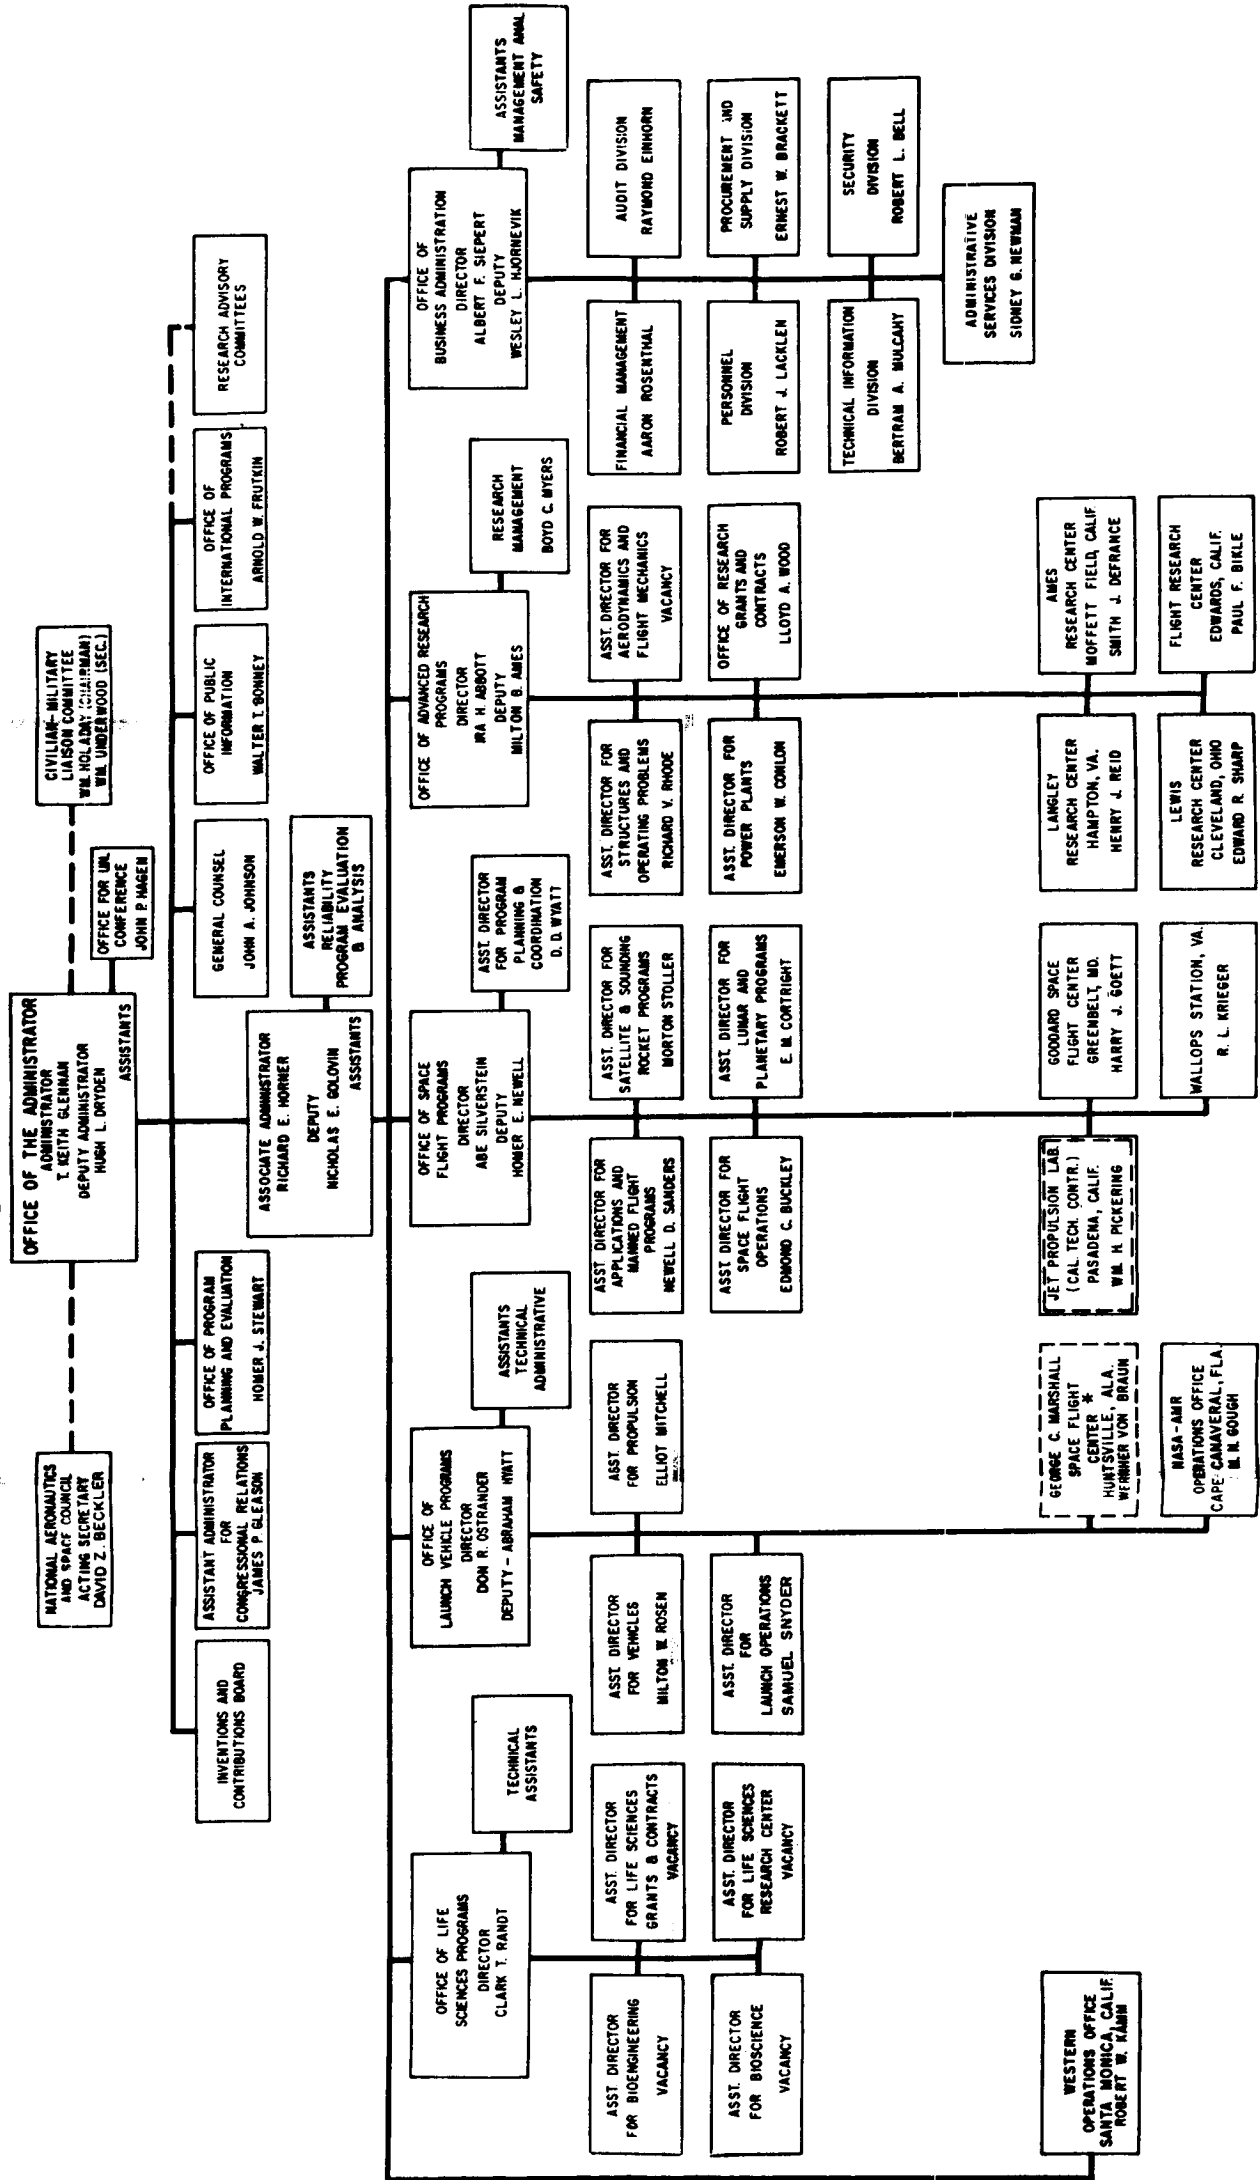 OFFICE OF THE ADMINISTRATOR
ADMINISTRATOR
T. KEITH GLENNAN
DEPUTY ADMINISTRATOR
HUGH L. DRYDEN
ASSISTANTS
NATIONAL AERONAUTICS
AND SPACE COUNCIL
ACTING SECRETARY
DAVID Z. BECKLER
CIVILIAN-MILITARY
LIAISON COMMITTEE
WM. HOLADAY (CHAIRMAN)
WM. UNDERWOOD (SEC.)
OFFICE FOR U.N.
CONFERENCE
JOHN P. HAGEN
INVENTIONS AND
CONTRIBUTIONS BOARD
ASSISTANT ADMINISTRATOR
FOR
CONGRESSIONAL RELATIONS
JAMES P. GLEASON
OFFICE OF PROGRAM
PLANNING AND EVALUATION
HOMER J. STEWART
GENERAL COUNSEL
JOHN A. JOHNSON
OFFICE OF PUBLIC
INFORMATION
WALTER T. BONNEY
OFFICE OF
INTERNATIONAL PROGRAMS
ARNOLD W. FRUTKIN
RESEARCH ADVISORY
COMMITTEES
ASSOCIATE ADMINISTRATOR
RICHARD E. HORNER
DEPUTY
NICHOLAS E. GOLOVIN
ASSISTANTS
ASSISTANTS
RELIABILITY
PROGRAM EVALUATION
& ANALYSIS
OFFICE OF LIFE
SCIENCES PROGRAMS
DIRECTOR
CLARK T. RANDT
TECHNICAL
ASSISTANTS
ASST. DIRECTOR
FOR BIOENGINEERING
VACANCY
ASST. DIRECTOR
FOR LIFE SCIENCES
GRANTS & CONTRACTS
VACANCY
ASST. DIRECTOR
FOR BIOSCIENCE
VACANCY
ASST. DIRECTOR
FOR LIFE SCIENCES
RESEARCH CENTER
VACANCY
OFFICE OF
LAUNCH VEHICLE PROGRAMS
DIRECTOR
DON R. OSTRANDER
DEPUTY - ABRAHAM HYATT
ASSISTANTS
TECHNICAL
ADMINISTRATIVE
ASST. DIRECTOR
FOR VEHICLES
MILTON W. ROSEN
ASST. DIRECTOR
FOR PROPULSION
ELLIOT MITCHELL
ASST. DIRECTOR
FOR
LAUNCH OPERATIONS
SAMUEL SNYDER
GEORGE C. MARSHALL
SPACE FLIGHT
CENTER *
HUNTSVILLE, ALA.
WERNHER VON BRAUN
NASA-AMR
OPERATIONS OFFICE
CAPE CANAVERAL, FLA.
M. N. GOUGH
OFFICE OF SPACE
FLIGHT PROGRAMS
DIRECTOR
ABE SILVERSTEIN
DEPUTY
HOMER E. NEWELL
ASST. DIRECTOR
FOR PROGRAM
PLANNING &
COORDINATION
D. D. WYATT
ASST DIRECTOR FOR
APPLICATIONS AND
MANNED FLIGHT
PROGRAMS
NEWELL D. SANDERS
ASST. DIRECTOR FOR
SATELLITE & SOUNDING
ROCKET PROGRAMS
MORTON STOLLER
ASST DIRECTOR FOR
SPACE FLIGHT
OPERATIONS
EDMOND C. BUCKLEY
ASST. DIRECTOR FOR
LUNAR AND
PLANETARY PROGRAMS
E. M. CORTRIGHT
JET PROPULSION LAB.
(CAL. TECH. CONTR.)
PASADENA, CALIF.
WM. H. PICKERING
GODDARD SPACE
FLIGHT CENTER
GREENBELT, MD.
HARRY J. GOETT
WALLOPS STATION, VA.
R. L. KRIEGER
OFFICE OF ADVANCED RESEARCH
PROGRAMS
DIRECTOR
IRA H. ABBOTT
DEPUTY
MILTON B. AMES
RESEARCH
MANAGEMENT
BOYD C. MYERS
ASST. DIRECTOR FOR
STRUCTURES AND
OPERATING PROBLEMS
RICHARD V. RHODE
ASST. DIRECTOR FOR
AERODYNAMICS AND
FLIGHT MECHANICS
VACANCY
ASST. DIRECTOR FOR
POWER PLANTS
EMERSON W. CONLON
OFFICE OF RESEARCH
GRANTS AND
CONTRACTS
LLOYD A. WOOD
LANGLEY
RESEARCH CENTER
HAMPTON, VA.
HENRY J. REID
AMES
RESEARCH CENTER
MOFFETT FIELD, CALIF.
SMITH J. DEFRANCE
LEWIS
RESEARCH CENTER
CLEVELAND, OHIO
EDWARD R. SHARP
FLIGHT RESEARCH
CENTER
EDWARDS, CALIF.
PAUL F. BIKLE
OFFICE OF
BUSINESS ADMINISTRATION
DIRECTOR
ALBERT F. SIEPERT
DEPUTY
WESLEY L. HJORNEVIK
ASSISTANTS
MANAGEMENT ANAL
SAFETY
FINANCIAL MANAGEMENT
AARON ROSENTHAL
AUDIT DIVISION
RAYMOND EINHORN
PERSONNEL
DIVISION
ROBERT J. LACKLEN
PROCUREMENT AND
SUPPLY DIVISION
ERNEST W. BRACKETT
TECHNICAL INFORMATION
DIVISION
BERTRAM A. MULCAHY
SECURITY
DIVISION
ROBERT L. BELL
ADMINISTRATIVE
SERVICES DIVISION
SIDNEY G. NEWMAN
WESTERN
OPERATIONS OFFICE
SANTA MONICA, CALIF.
ROBERT W. KAMM